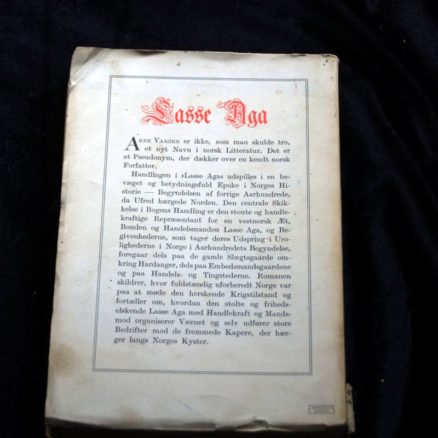 Lasse Aga
ARNE VAAGEN er ikke, som man skulde tro,
et nyt Navn i norsk Litteratur. Det er
et Pseudonym, der dækker over en kendt norsk
Forfatter.
Handlingen i »Lasse Aga« udspilles i en be-
væget og betydningsfuld Epoke i Norges Hi-
storie — Begyndelsen af forrige Aarhundrede,
da Ufred hærgede Norden. Den centrale Skik-
kelse i Bogens Handling er den stoute og handle-
kraftige Repræsentant for en vestnorsk Æt,
Bonden og Handelsmanden Lasse Aga, og Be-
givenhederne, som tager deres Udspring i Uro-
lighederne i Norge i Aarhundredets Begyndelse,
foregaar dels paa de gamle Slægtsgaarde om-
kring Hardanger, dels paa Embedsmandsgaardene
og paa Handels- og Tingstederne. Romanen
skildrer, hvor fuldstændig uforberedt Norge var
paa at møde den herskende Krigstilstand og
fortæller om, hvordan den stolte og friheds-
elskende Lasse Aga med Handlekraft og Mands-
mod organiserer Værnet og selv udfører store
Bedrifter mod de fremmede Kapere, der hær-
ger langs Norges Kyster.